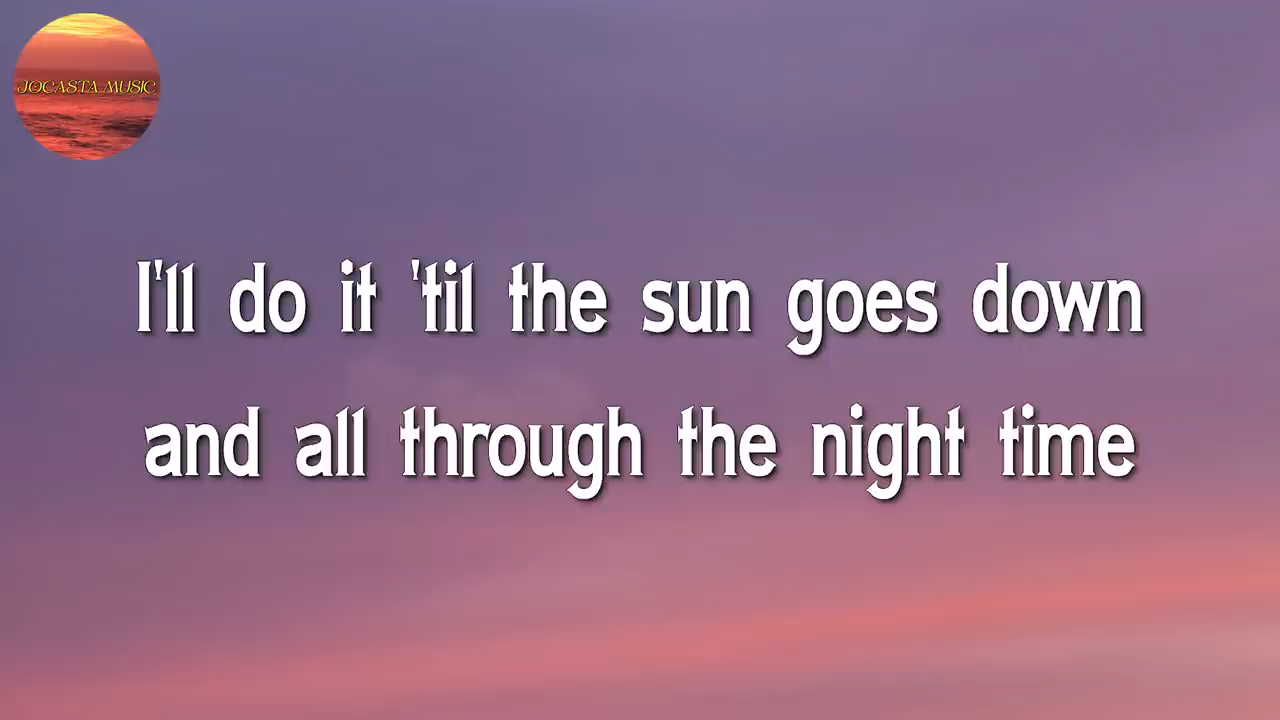 JOCASTA MUSIC
I'll do it 'til the sun goes down
and all through the night time